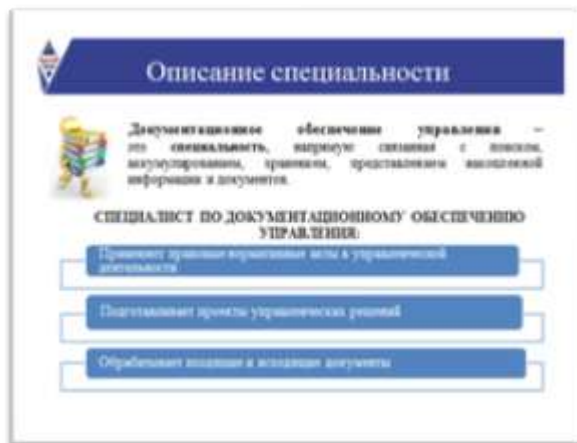 Описание специальности
Документационное обеспечение управления –
это специальность, напрямую связанная с поиском,
аккумулированием, хранением, представлением накопленной
информации и документов.
СПЕЦИАЛИСТ ПО ДОКУМЕНТАЦИОННОМУ ОБЕСПЕЧЕНИЮ
УПРАВЛЕНИЯ:
Применяет правовые нормативные акты в управленческой
деятельности
Подготавливает проекты управленческих решений
Обрабатывает входящие и исходящие документы